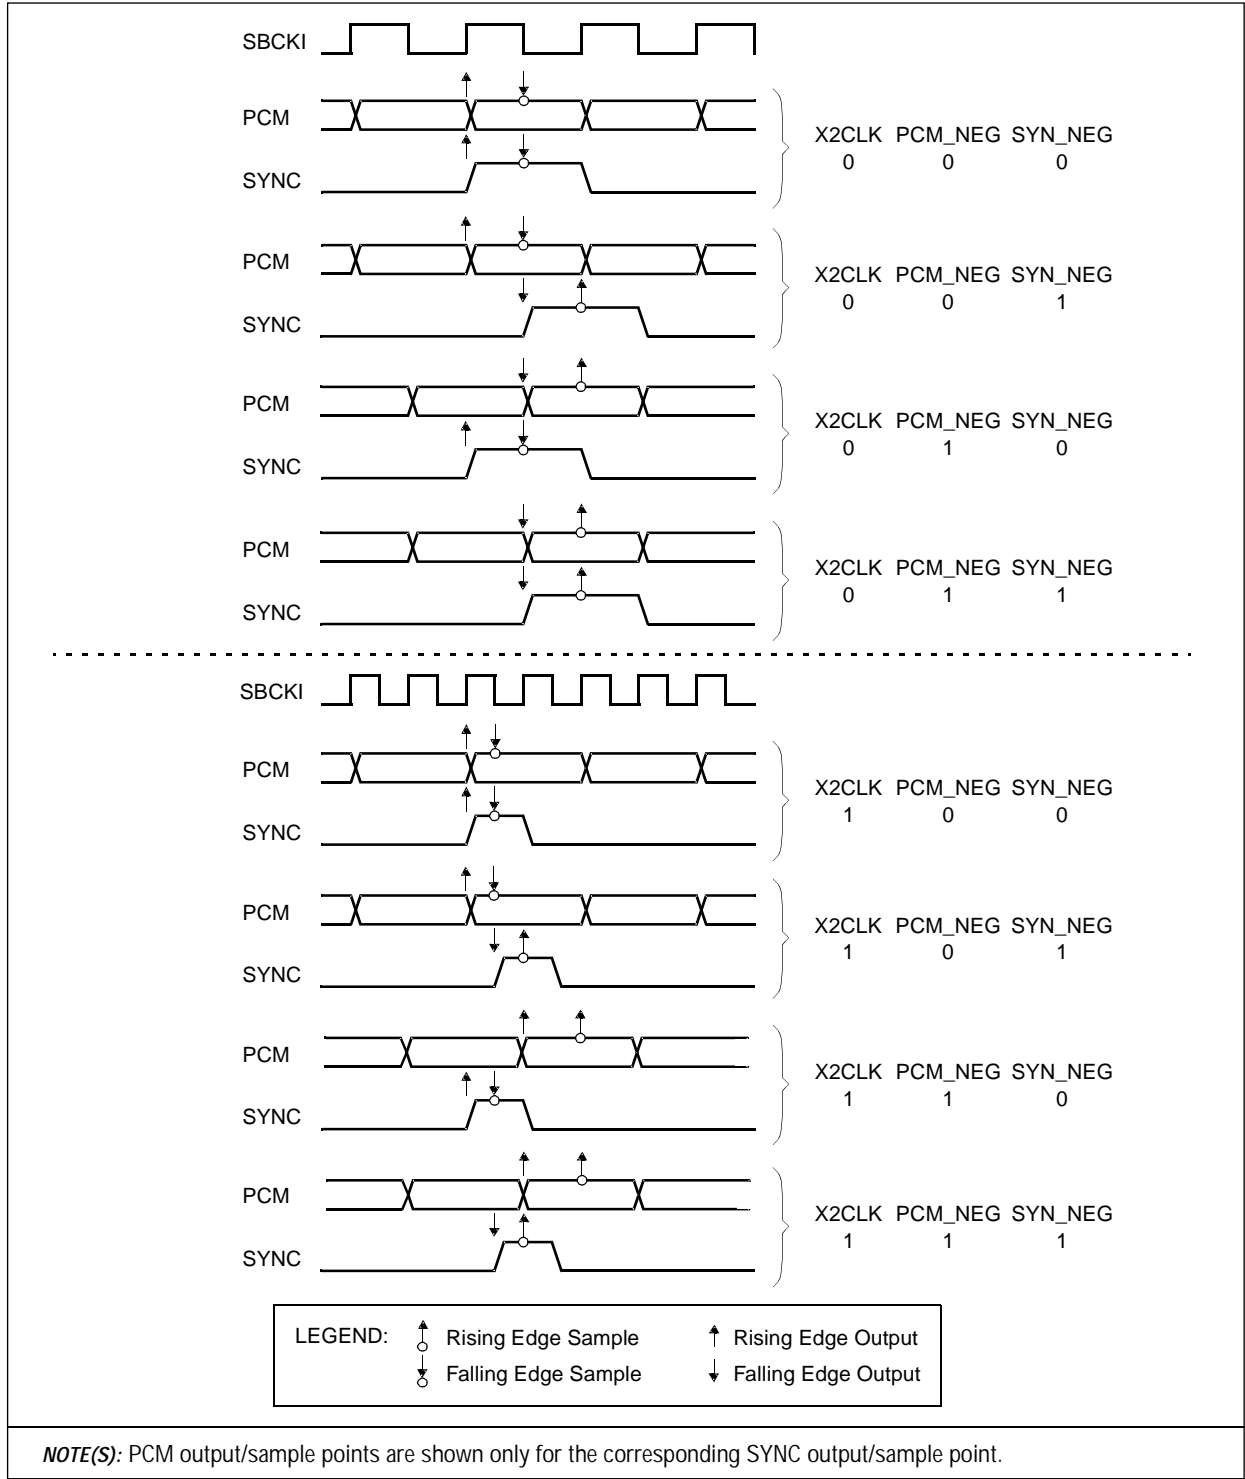 SBCKI
PCM
SYNC
X2CLK PCM_NEG SYN_NEG
0 0 0
PCM
SYNC
X2CLK PCM_NEG SYN_NEG
0 0 1
PCM
SYNC
X2CLK PCM_NEG SYN_NEG
0 1 0
PCM
SYNC
X2CLK PCM_NEG SYN_NEG
0 1 1
SBCKI
PCM
SYNC
X2CLK PCM_NEG SYN_NEG
1 0 0
PCM
SYNC
X2CLK PCM_NEG SYN_NEG
1 0 1
PCM
SYNC
X2CLK PCM_NEG SYN_NEG
1 1 0
PCM
SYNC
X2CLK PCM_NEG SYN_NEG
1 1 1
LEGEND: Rising Edge Sample Rising Edge Output
Falling Edge Sample Falling Edge Output
NOTE(S): PCM output/sample points are shown only for the corresponding SYNC output/sample point.